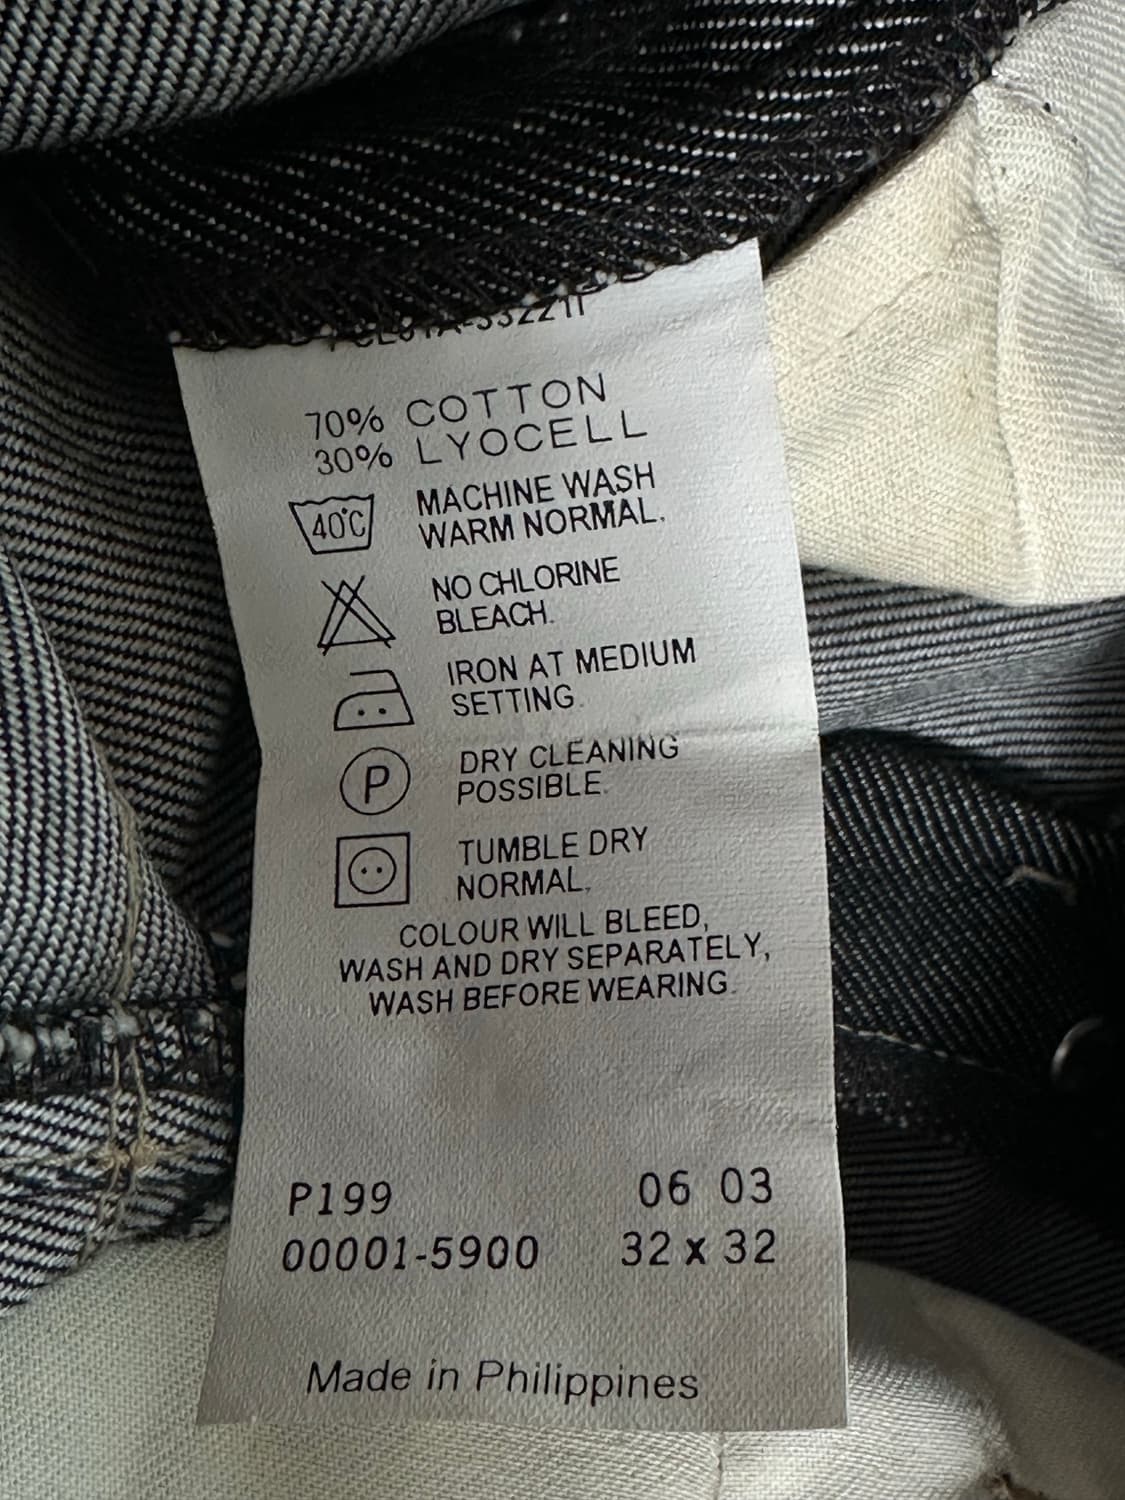 70% COTTON
30% LYOCELL
40°C MACHINE WASH
WARM NORMAL.
NO CHLORINE
BLEACH.
IRON AT MEDIUM
SETTING.
P DRY CLEANING
POSSIBLE.
TUMBLE DRY
NORMAL.
COLOUR WILL BLEED,
WASH AND DRY SEPARATELY,
WASH BEFORE WEARING.
P199 06 03
00001-5900 32 x 32
Made in Philippines